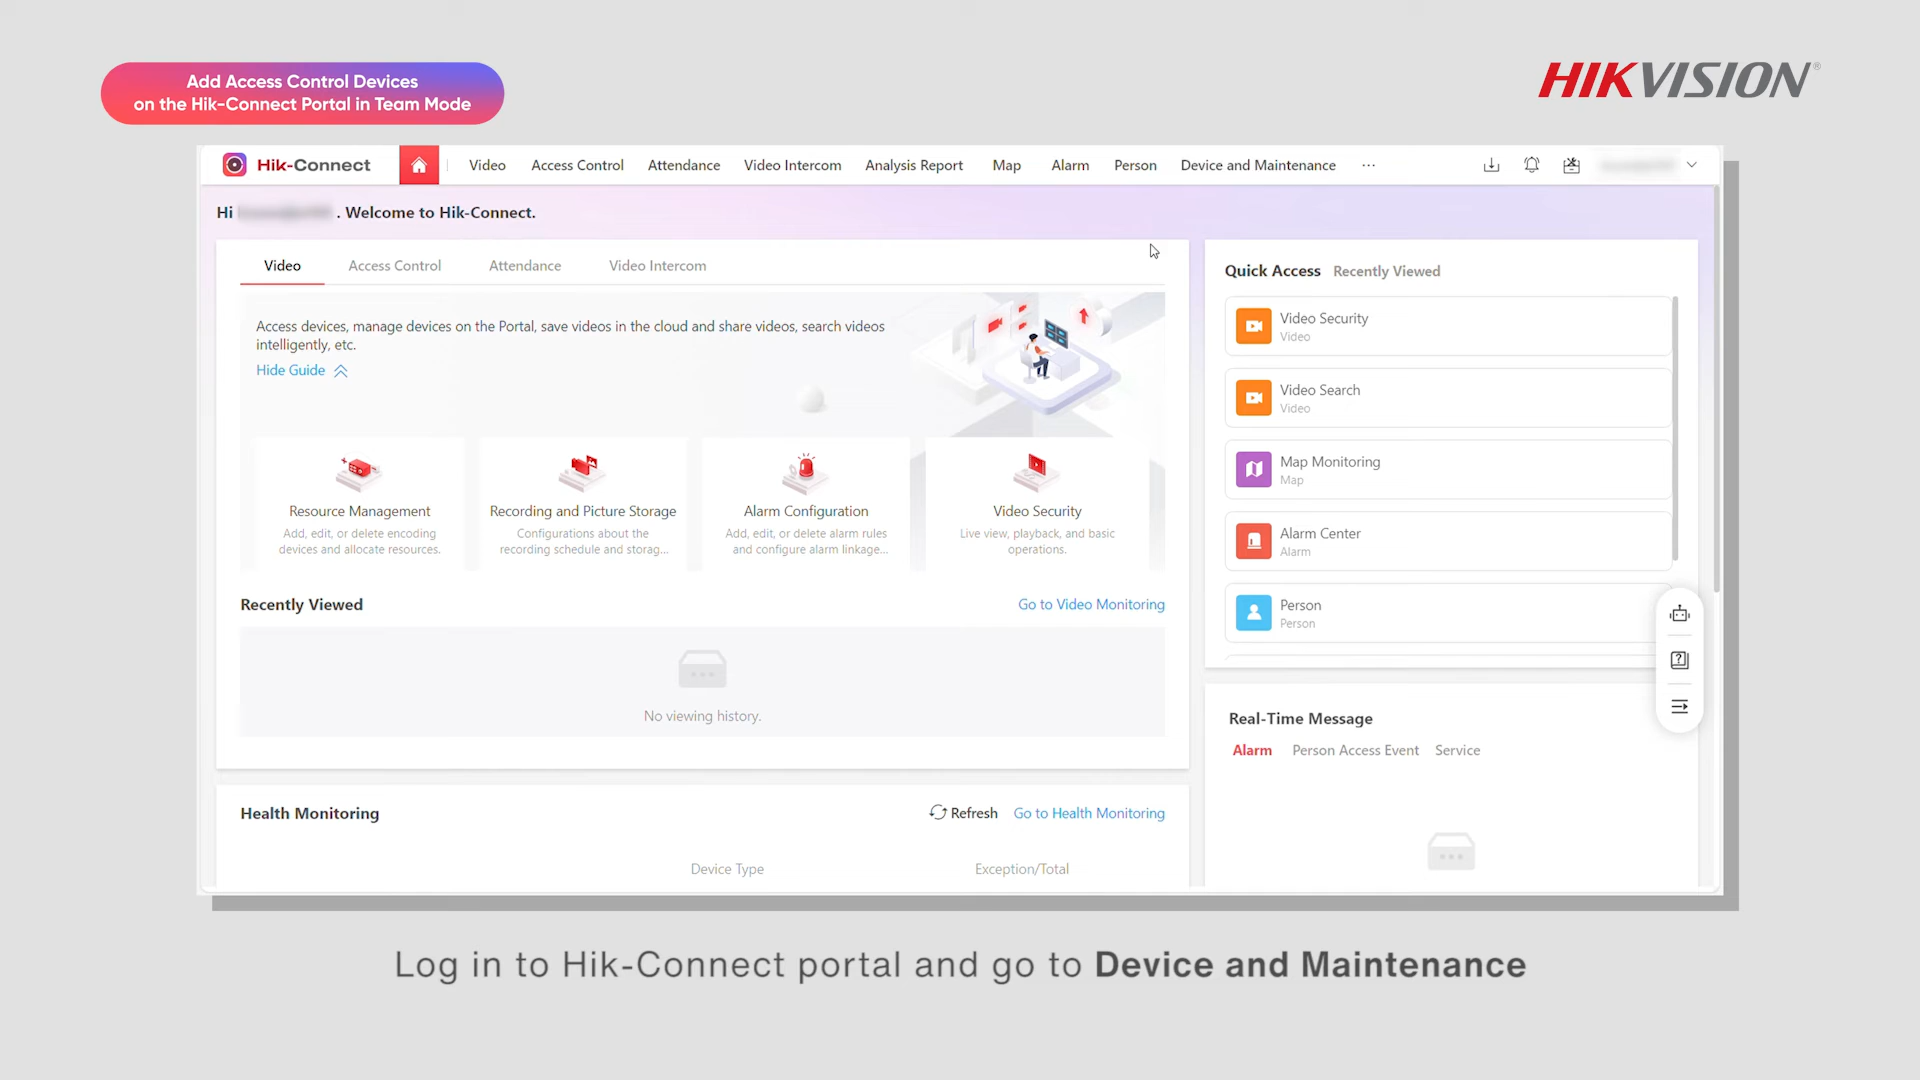 Add Access Control Devices
on the Hik-Connect Portal in Team Mode
HIKVISION®
Hik-Connect
Video
Access Control
Attendance
Video Intercom
Analysis Report
Map
Alarm
Person
Device and Maintenance
...
Hi
. Welcome to Hik-Connect.
Video
Access Control
Attendance
Video Intercom
Access devices, manage devices on the Portal, save videos in the cloud and share videos, search videos
intelligently, etc.
Hide Guide
Resource Management
Add, edit, or delete encoding
devices and allocate resources.
Recording and Picture Storage
Configurations about the
recording schedule and storag...
Alarm Configuration
Add, edit, or delete alarm rules
and configure alarm linkage...
Video Security
Live view, playback, and basic
operations.
Recently Viewed
Go to Video Monitoring
No viewing history.
Health Monitoring
Refresh
Go to Health Monitoring
Device Type
Exception/Total
Quick Access
Recently Viewed
Video Security
Video
Video Search
Video
Map Monitoring
Map
Alarm Center
Alarm
Person
Person
Real-Time Message
Alarm
Person Access Event
Service
Log in to Hik-Connect portal and go to Device and Maintenance